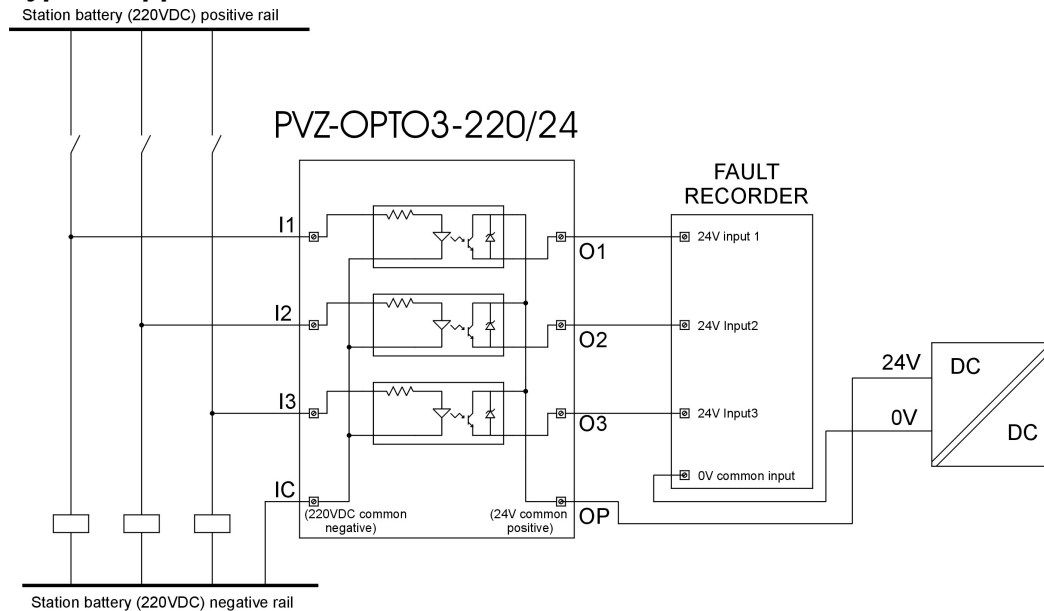 Station battery (220VDC) positive rail
PVZ-OPTO3-220/24
FAULT
RECORDER
I1
O1
24V input 1
I2
O2
24V Input2
24V
DC
I3
O3
24V Input3
0V
DC
0V common input
IC
(220VDC common
negative)
(24V common
positive)
OP
Station battery (220VDC) negative rail